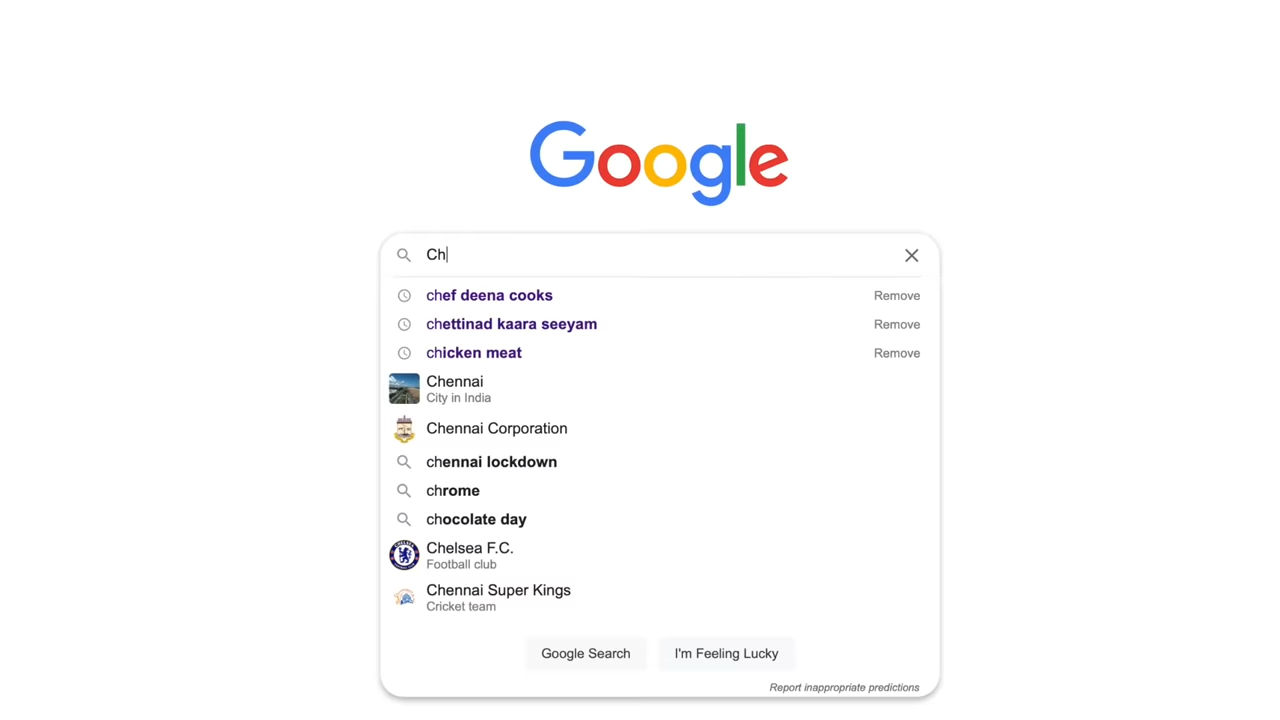 Google
Ch
chef deena cooks Remove
chettinad kaara seeyam Remove
chicken meat Remove
Chennai
City in India
Chennai Corporation
chennai lockdown
chrome
chocolate day
Chelsea F.C.
Football club
Chennai Super Kings
Cricket team
Google Search I'm Feeling Lucky
Report inappropriate predictions